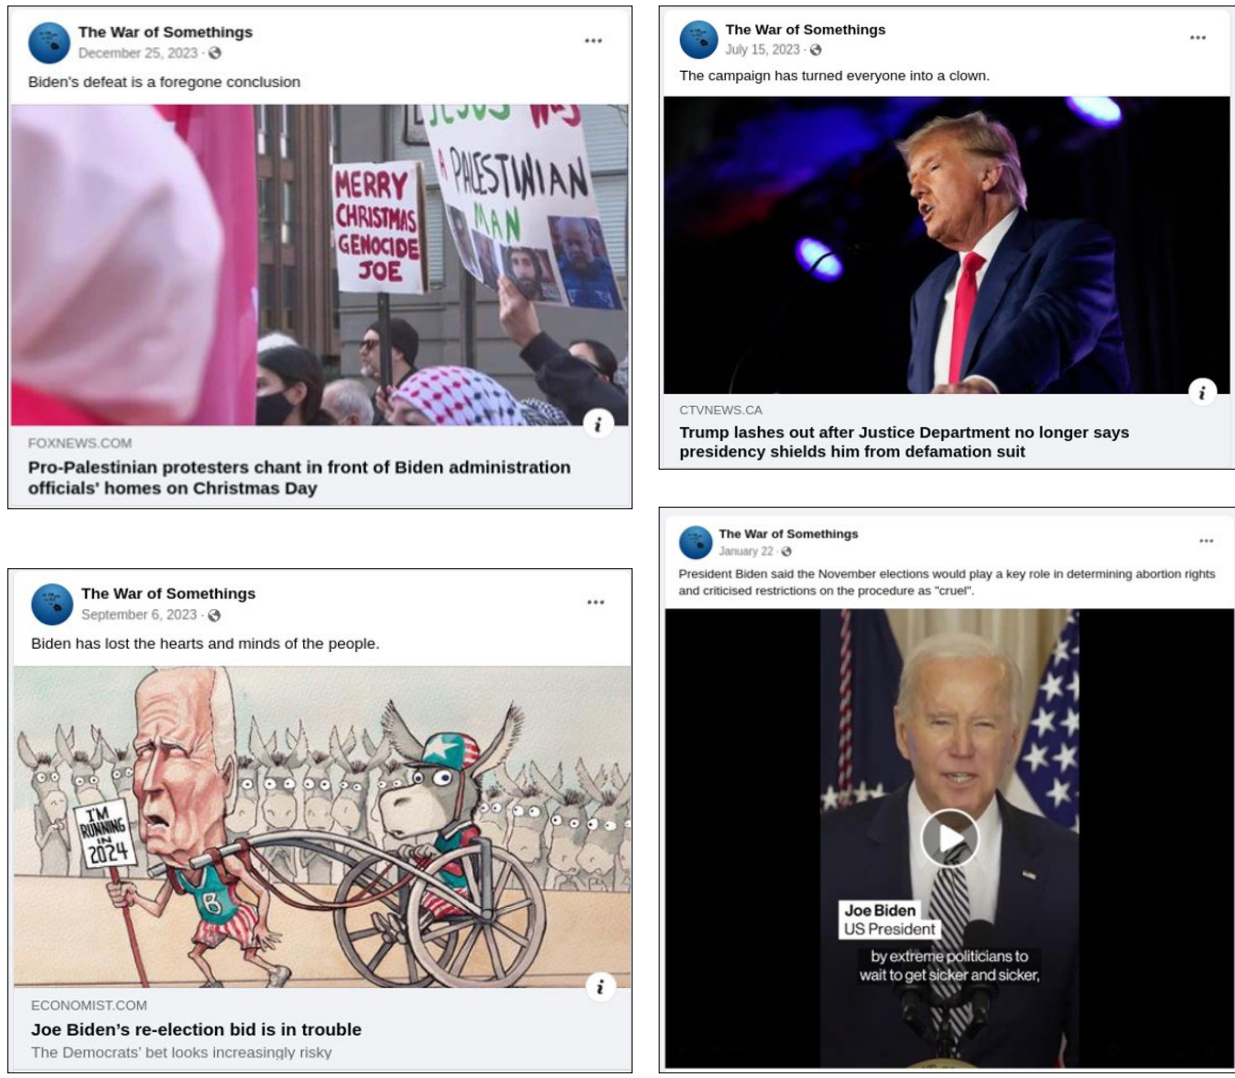 The War of Somethings
December 25, 2023 ·
Biden's defeat is a foregone conclusion
JESUS WAS
A PALESTINIAN
MAN
MERRY
CHRISTMAS
GENOCIDE
JOE
FOXNEWS.COM
Pro-Palestinian protesters chant in front of Biden administration
officials' homes on Christmas Day
The War of Somethings
July 15, 2023 ·
The campaign has turned everyone into a clown.
CTVNEWS.CA
Trump lashes out after Justice Department no longer says
presidency shields him from defamation suit
The War of Somethings
September 6, 2023 ·
Biden has lost the hearts and minds of the people.
I'M
RUNNING
IN
2024
B
ECONOMIST.COM
Joe Biden's re-election bid is in trouble
The Democrats' bet looks increasingly risky
The War of Somethings
January 22 ·
President Biden said the November elections would play a key role in determining abortion rights
and criticised restrictions on the procedure as "cruel".
Joe Biden
US President
by extreme politicians to
wait to get sicker and sicker,